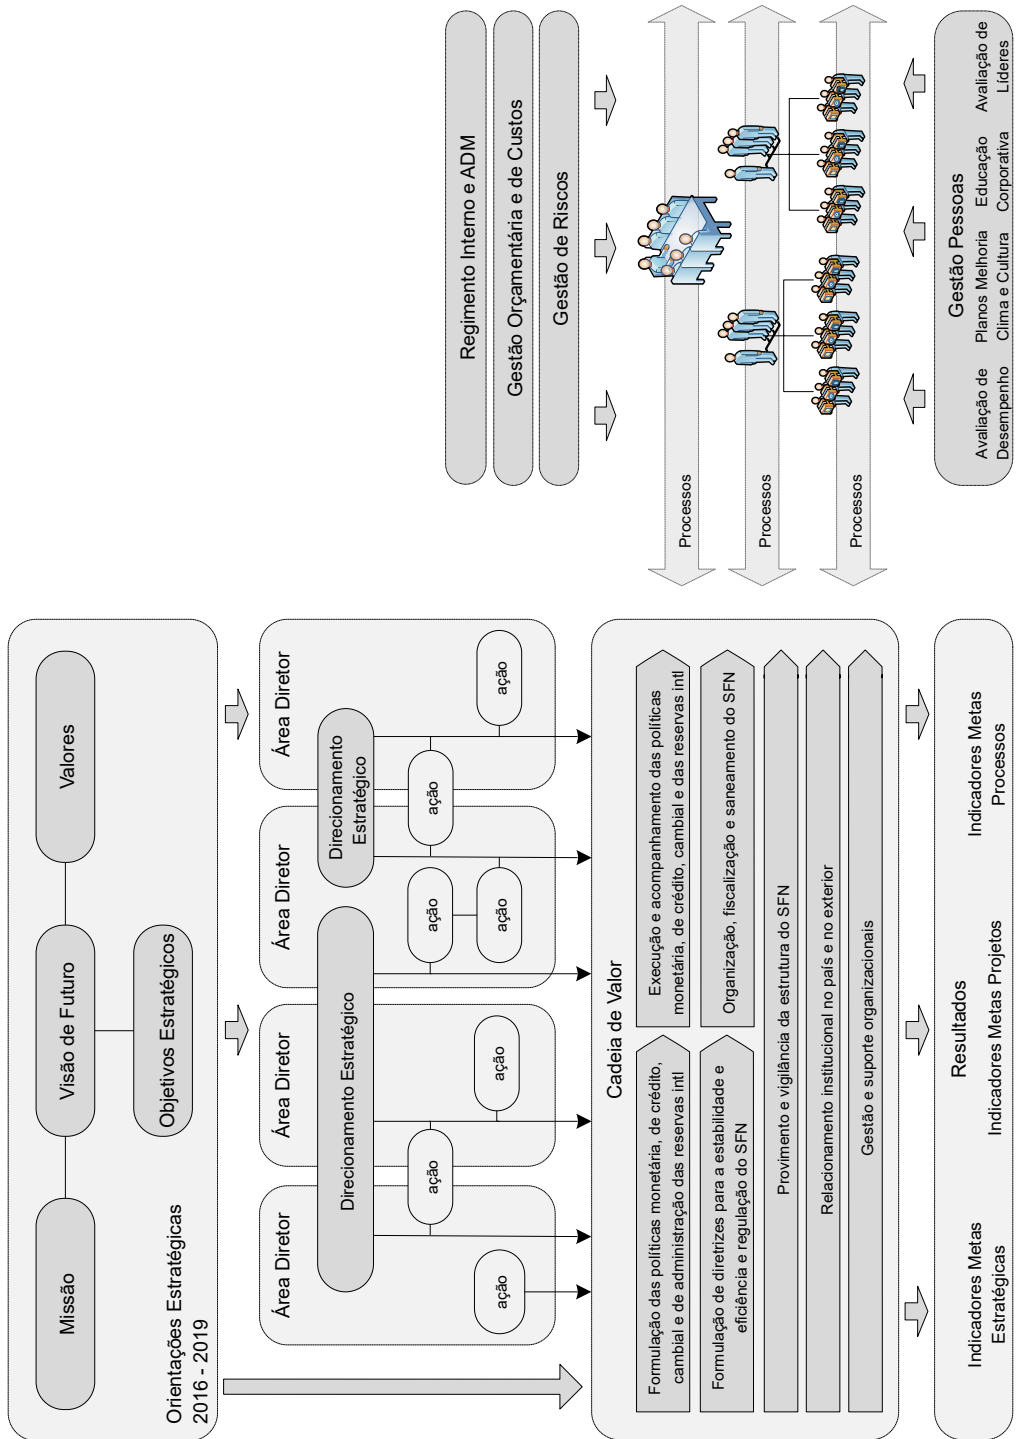 Missão
Visão de Futuro
Valores
Objetivos Estratégicos
Orientações Estratégicas
2016 - 2019
Área Diretor
Área Diretor
Área Diretor
Área Diretor
Direcionamento Estratégico
Direcionamento
Estratégico
ação
ação
ação
ação
ação
ação
ação
Cadeia de Valor
Formulação das políticas monetária, de crédito,
cambial e de administração das reservas intl
Execução e acompanhamento das políticas
monetária, de crédito, cambial e das reservas intl
Formulação de diretrizes para a estabilidade e
eficiência e regulação do SFN
Organização, fiscalização e saneamento do SFN
Provimento e vigilância da estrutura do SFN
Relacionamento institucional no país e no exterior
Gestão e suporte organizacionais
Resultados
Indicadores Metas
Estratégicas
Indicadores Metas Projetos
Indicadores Metas
Processos
Regimento Interno e ADM
Gestão Orçamentária e de Custos
Gestão de Riscos
Processos
Processos
Processos
Gestão Pessoas
Avaliação de
Desempenho
Planos Melhoria
Clima e Cultura
Educação
Corporativa
Avaliação de
Líderes